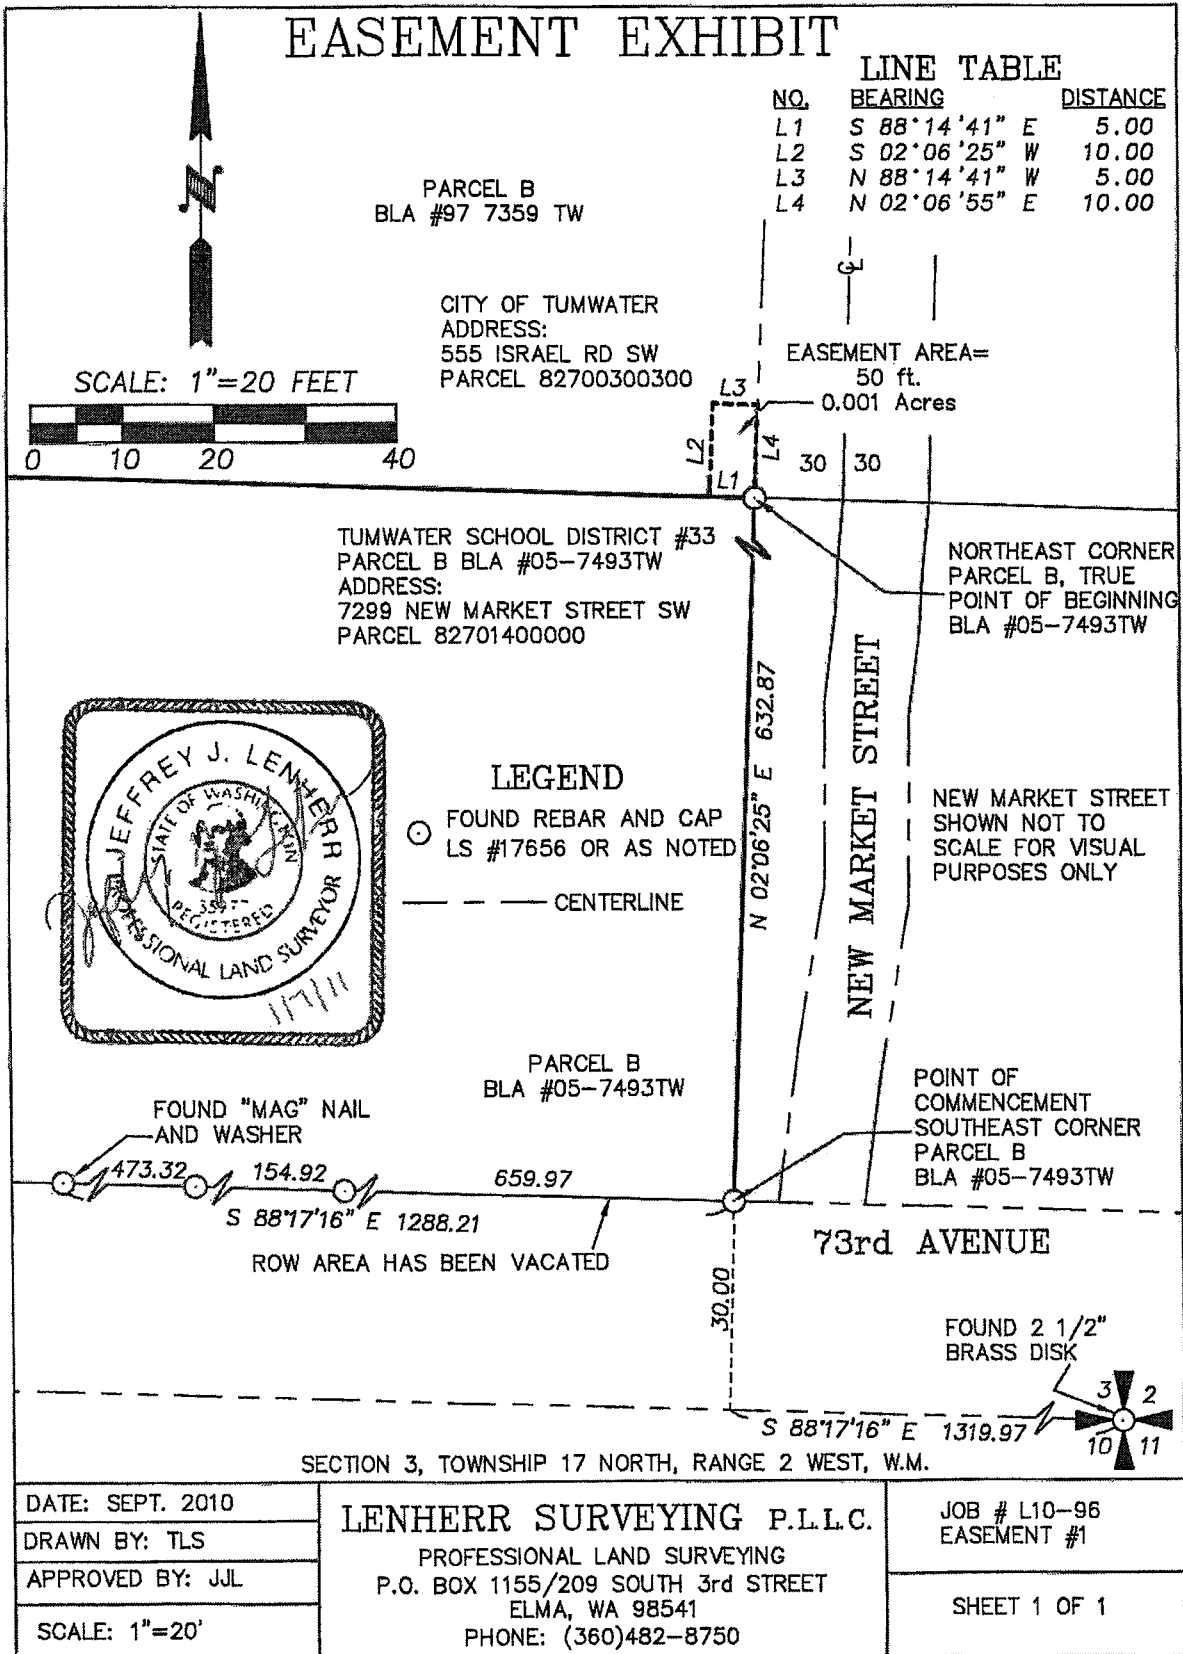 EASEMENT EXHIBIT
LINE TABLE
NO. BEARING DISTANCE
L1 S 88°14'41" E 5.00
L2 S 02°06'25" W 10.00
L3 N 88°14'41" W 5.00
L4 N 02°06'55" E 10.00
N
PARCEL B
BLA #97 7359 TW
CITY OF TUMWATER
ADDRESS:
555 ISRAEL RD SW
PARCEL 82700300300
CL
EASEMENT AREA=
50 ft.
0.001 Acres
SCALE: 1"=20 FEET
0 10 20 40
L3
L2
L4
L1
30 30
TUMWATER SCHOOL DISTRICT #33
PARCEL B BLA #05-7493TW
ADDRESS:
7299 NEW MARKET STREET SW
PARCEL 82701400000
NORTHEAST CORNER
PARCEL B, TRUE
POINT OF BEGINNING
BLA #05-7493TW
N 02°06'25" E 632.87
NEW MARKET STREET
JEFFREY J. LENHERR
STATE OF WASHINGTON
REGISTERED
PROFESSIONAL LAND SURVEYOR
1/7/11
LEGEND
FOUND REBAR AND CAP
LS #17656 OR AS NOTED
CENTERLINE
NEW MARKET STREET
SHOWN NOT TO
SCALE FOR VISUAL
PURPOSES ONLY
PARCEL B
BLA #05-7493TW
POINT OF
COMMENCEMENT
SOUTHEAST CORNER
PARCEL B
BLA #05-7493TW
FOUND "MAG" NAIL
AND WASHER
473.32 154.92 659.97
S 88°17'16" E 1288.21
ROW AREA HAS BEEN VACATED
73rd AVENUE
30.00
FOUND 2 1/2"
BRASS DISK
3 2
10 11
S 88°17'16" E 1319.97
SECTION 3, TOWNSHIP 17 NORTH, RANGE 2 WEST, W.M.
DATE: SEPT. 2010
DRAWN BY: TLS
APPROVED BY: JJL
SCALE: 1"=20'
LENHERR SURVEYING P.L.L.C.
PROFESSIONAL LAND SURVEYING
P.O. BOX 1155/209 SOUTH 3rd STREET
ELMA, WA 98541
PHONE: (360)482-8750
JOB # L10-96
EASEMENT #1
SHEET 1 OF 1